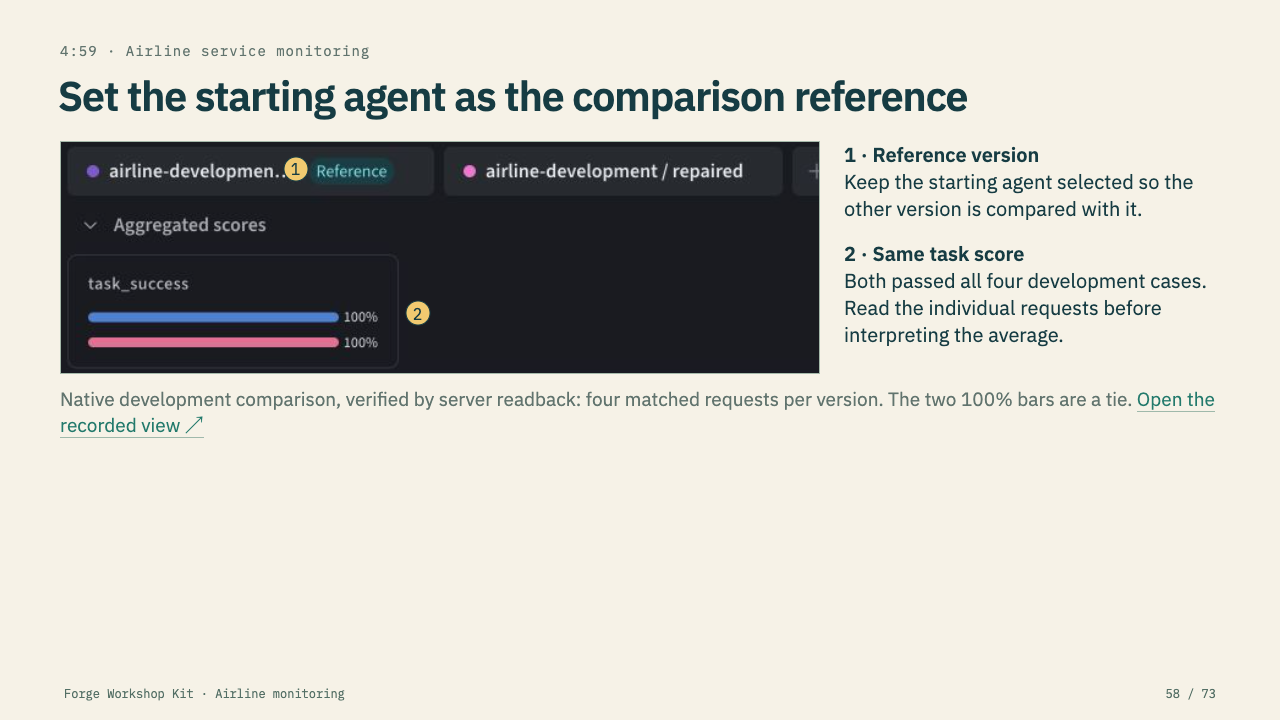 4:59 · Airline service monitoring
Set the starting agent as the comparison reference
airline-developmen.. 1 Reference
airline-development / repaired
+
Aggregated scores
task_success
100%
100%
2
1 · Reference version
Keep the starting agent selected so the
other version is compared with it.
2 · Same task score
Both passed all four development cases.
Read the individual requests before
interpreting the average.
Native development comparison, verified by server readback: four matched requests per version. The two 100% bars are a tie. Open the
recorded view ↗
Forge Workshop Kit · Airline monitoring
58 / 73